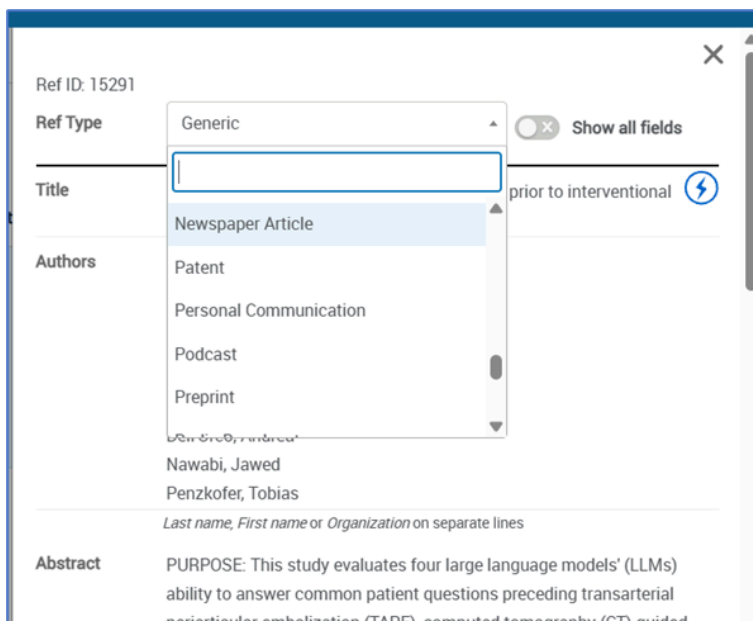 Ref ID: 15291
Ref Type Generic Show all fields
Title prior to interventional
Newspaper Article
Patent
Authors
Personal Communication
Podcast
Preprint
Nawabi, Jawed
Penzkofer, Tobias
Last name, First name or Organization on separate lines
Abstract PURPOSE: This study evaluates four large language models' (LLMs)
ability to answer common patient questions preceding transarterial